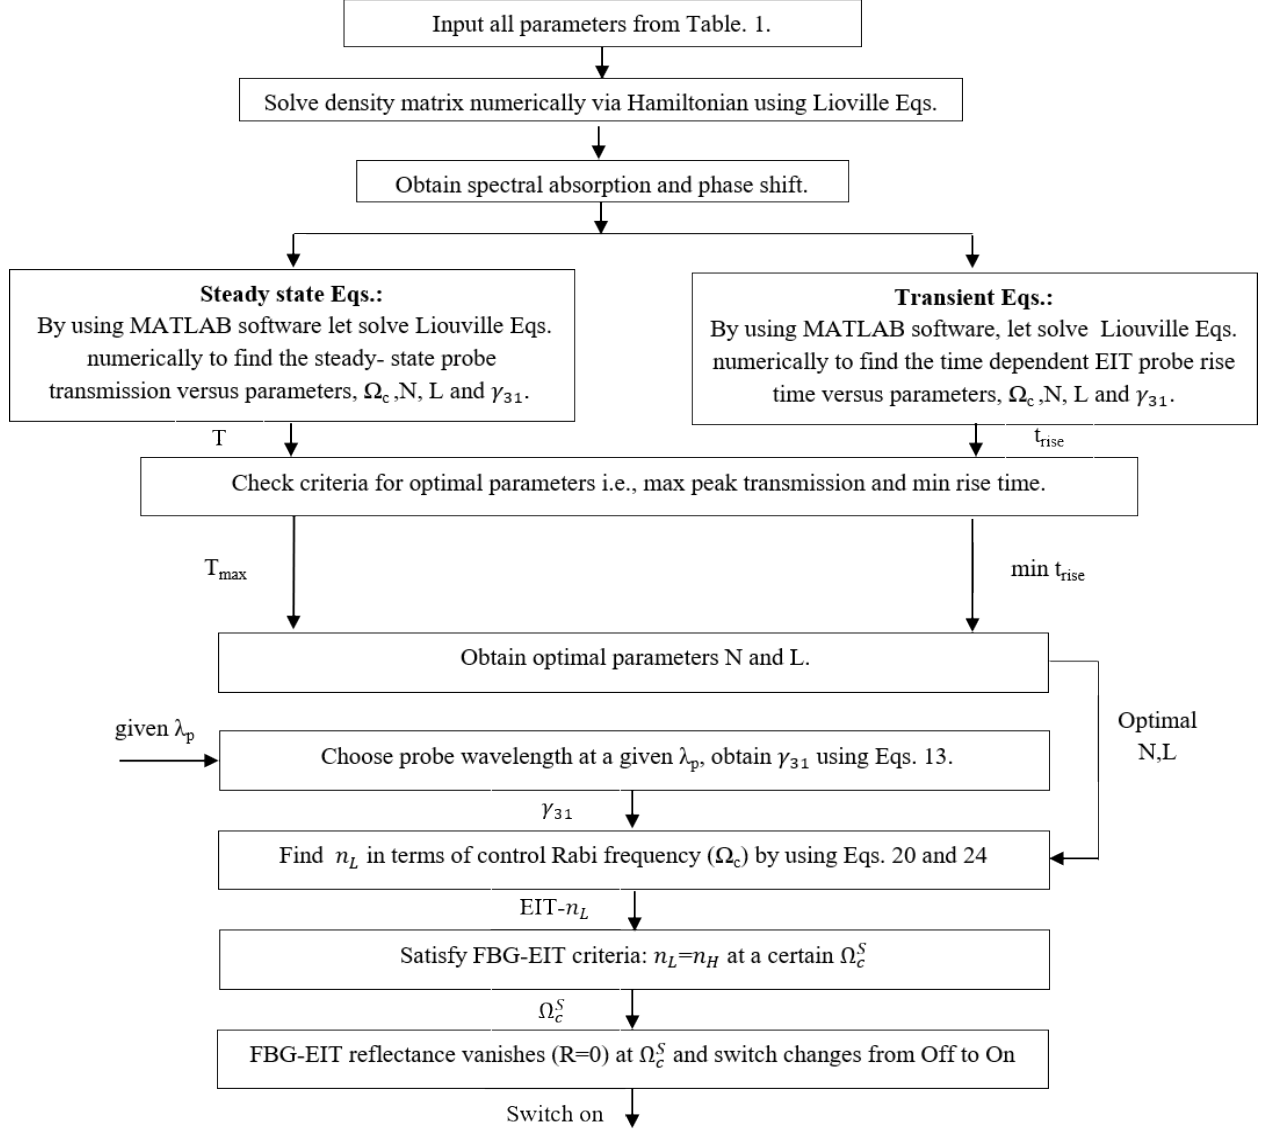 Input all parameters from Table. 1.
Solve density matrix numerically via Hamiltonian using Lioville Eqs.
Obtain spectral absorption and phase shift.
Steady state Eqs.:
By using MATLAB software let solve Liouville Eqs.
numerically to find the steady- state probe
transmission versus parameters, Ωc ,N, L and γ31.
Transient Eqs.:
By using MATLAB software, let solve Liouville Eqs.
numerically to find the time dependent EIT probe rise
time versus parameters, Ωc ,N, L and γ31.
T
trise
Check criteria for optimal parameters i.e., max peak transmission and min rise time.
Tmax
min trise
Obtain optimal parameters N and L.
Optimal
N,L
given λp
Choose probe wavelength at a given λp, obtain γ31 using Eqs. 13.
γ31
Find nL in terms of control Rabi frequency (Ωc) by using Eqs. 20 and 24
EIT-nL
Satisfy FBG-EIT criteria: nL=nH at a certain ΩcS
ΩcS
FBG-EIT reflectance vanishes (R=0) at ΩcS and switch changes from Off to On
Switch on